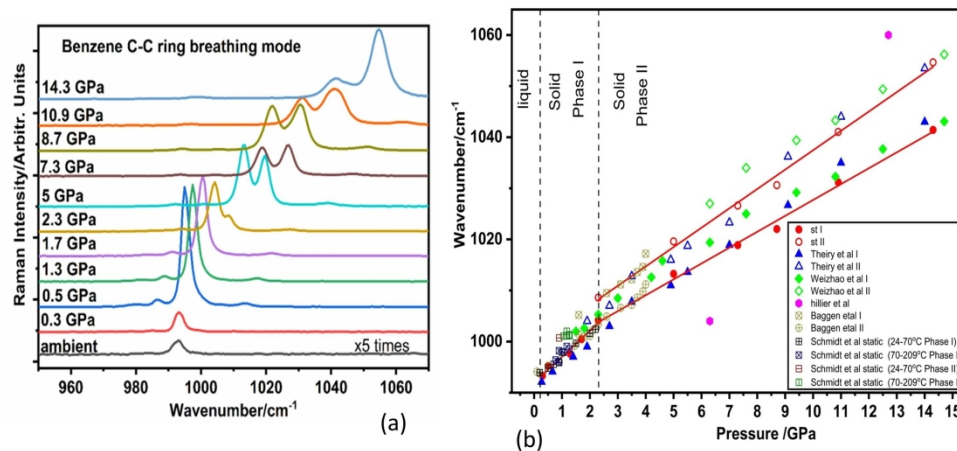 (a)
Benzene C-C ring breathing mode
14.3 GPa
10.9 GPa
8.7 GPa
7.3 GPa
5 GPa
2.3 GPa
1.7 GPa
1.3 GPa
0.5 GPa
0.3 GPa
ambient
x5 times
Raman Intensity/Arbitr. Units
960 980 1000 1020 1040 1060
Wavenumber/cm-1
(a)
1060
1040
1020
1000
Wavenumber/cm-1
liquid
Solid
Phase I
Solid
Phase II
st I
st II
Theiry et al I
Theiry et al II
Weizhao et al I
Weizhao et al II
hillier et al
Baggen etal I
Baggen etal II
Schmidt et al static (24-70°C Phase I)
Schmidt et al static (70-209°C Phase I
Schmidt et al static (24-70°C Phase II)
Schmidt et al static (70-209°C Phase I
0 1 2 3 4 5 6 7 8 9 10 11 12 13 14 15
Pressure /GPa
(b)